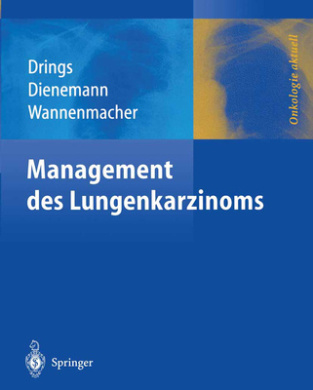 Drings
Dienemann
Wannenmacher
Onkologie aktuell
Management
des Lungenkarzinoms
Springer